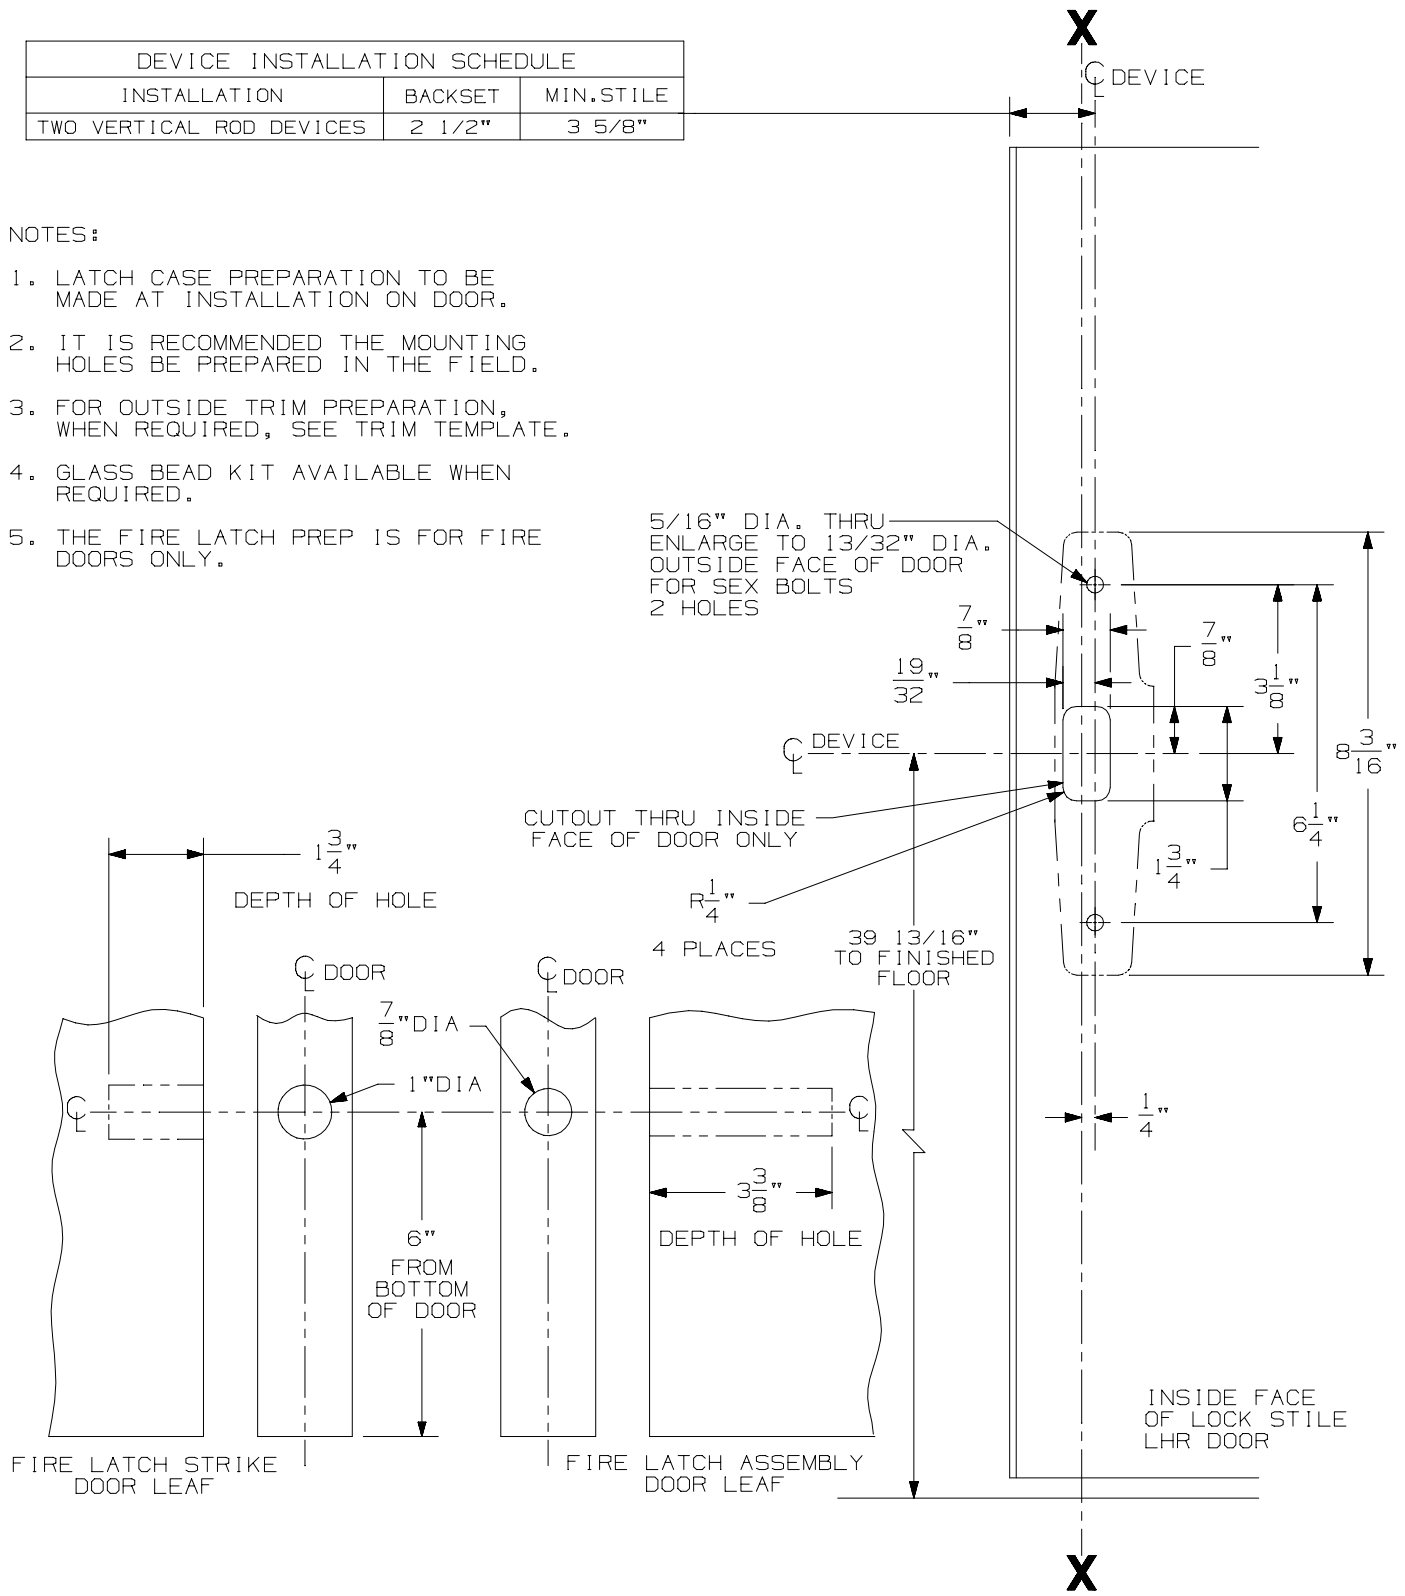 X
℄ DEVICE
DEVICE INSTALLATION SCHEDULE
INSTALLATION BACKSET MIN.STILE
TWO VERTICAL ROD DEVICES 2 1/2" 3 5/8"
NOTES:
1. LATCH CASE PREPARATION TO BE
MADE AT INSTALLATION ON DOOR.
2. IT IS RECOMMENDED THE MOUNTING
HOLES BE PREPARED IN THE FIELD.
3. FOR OUTSIDE TRIM PREPARATION,
WHEN REQUIRED, SEE TRIM TEMPLATE.
4. GLASS BEAD KIT AVAILABLE WHEN
REQUIRED.
5. THE FIRE LATCH PREP IS FOR FIRE
DOORS ONLY.
5/16" DIA. THRU
ENLARGE TO 13/32" DIA.
OUTSIDE FACE OF DOOR
FOR SEX BOLTS
2 HOLES
7/8"
7/8"
19/32"
3 1/8"
8 3/16"
℄ DEVICE
6 1/4"
1 3/4"
CUTOUT THRU INSIDE
FACE OF DOOR ONLY
R 1/4"
4 PLACES
39 13/16"
TO FINISHED
FLOOR
1 3/4"
DEPTH OF HOLE
℄ DOOR
℄ DOOR
7/8" DIA
1" DIA
℄
℄
1/4"
3 3/8"
DEPTH OF HOLE
6"
FROM
BOTTOM
OF DOOR
INSIDE FACE
OF LOCK STILE
LHR DOOR
FIRE LATCH STRIKE
DOOR LEAF
FIRE LATCH ASSEMBLY
DOOR LEAF
X